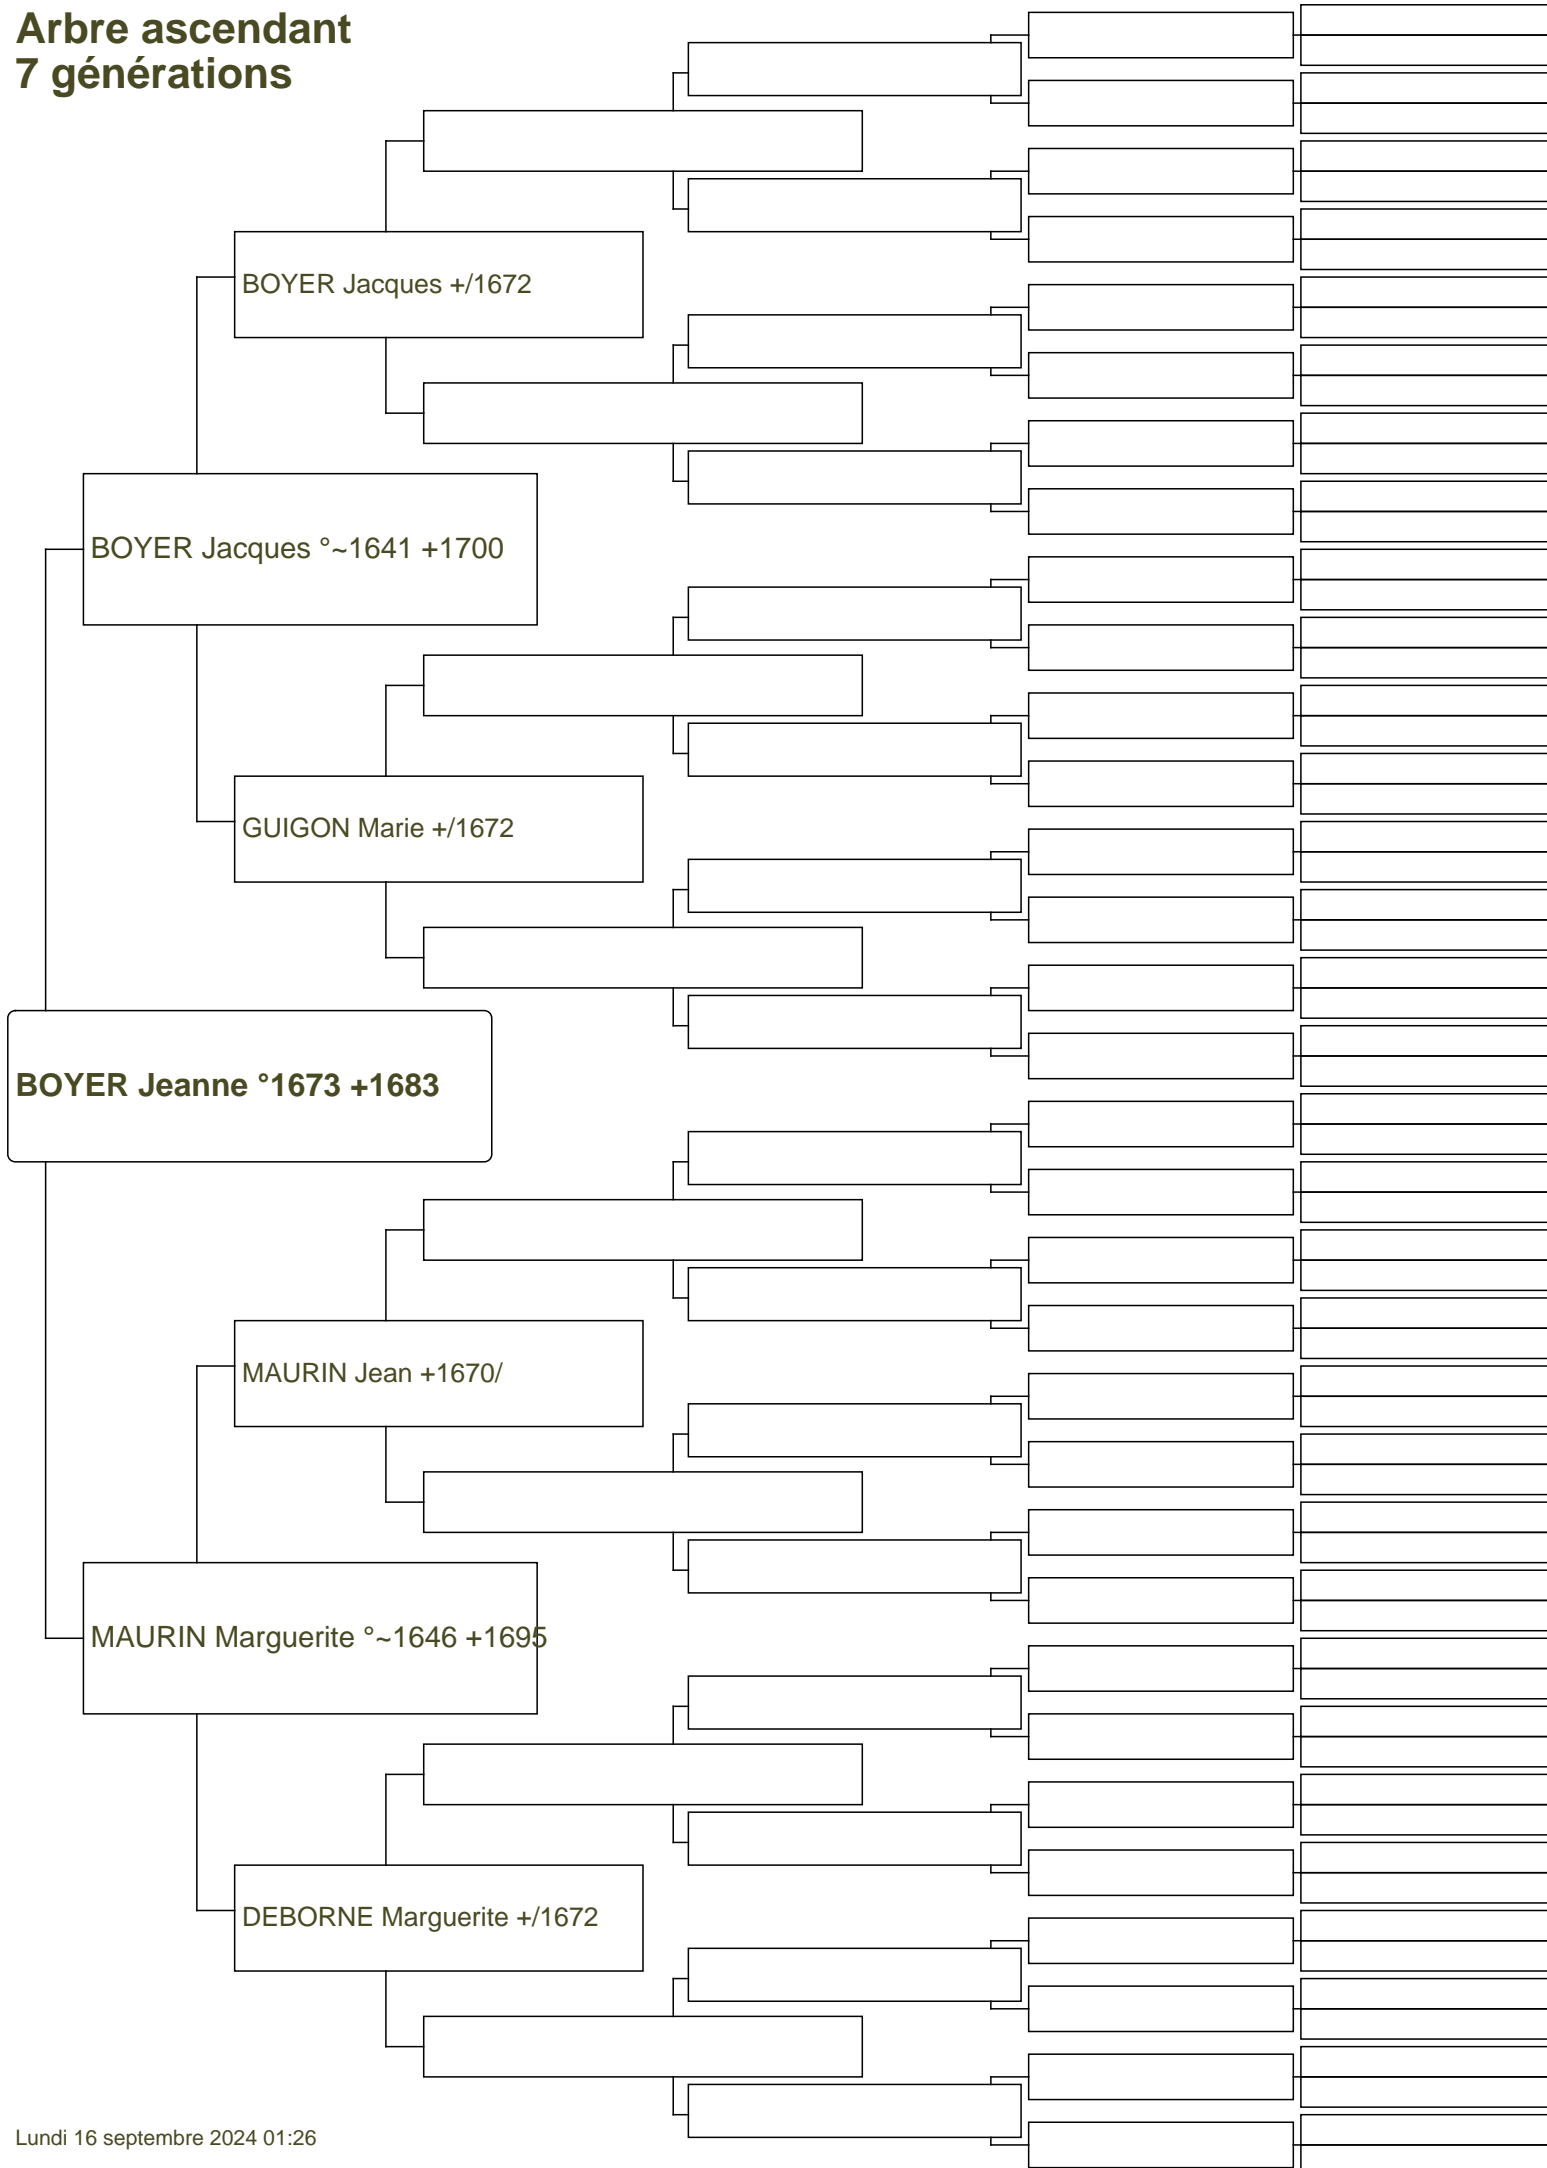 Arbre ascendant
7 générations
BOYER Jacques +/1672
BOYER Jacques °~1641 +1700
GUIGON Marie +/1672
BOYER Jeanne °1673 +1683
MAURIN Jean +1670/
MAURIN Marguerite °~1646 +1695
DEBORNE Marguerite +/1672
Lundi 16 septembre 2024 01:26